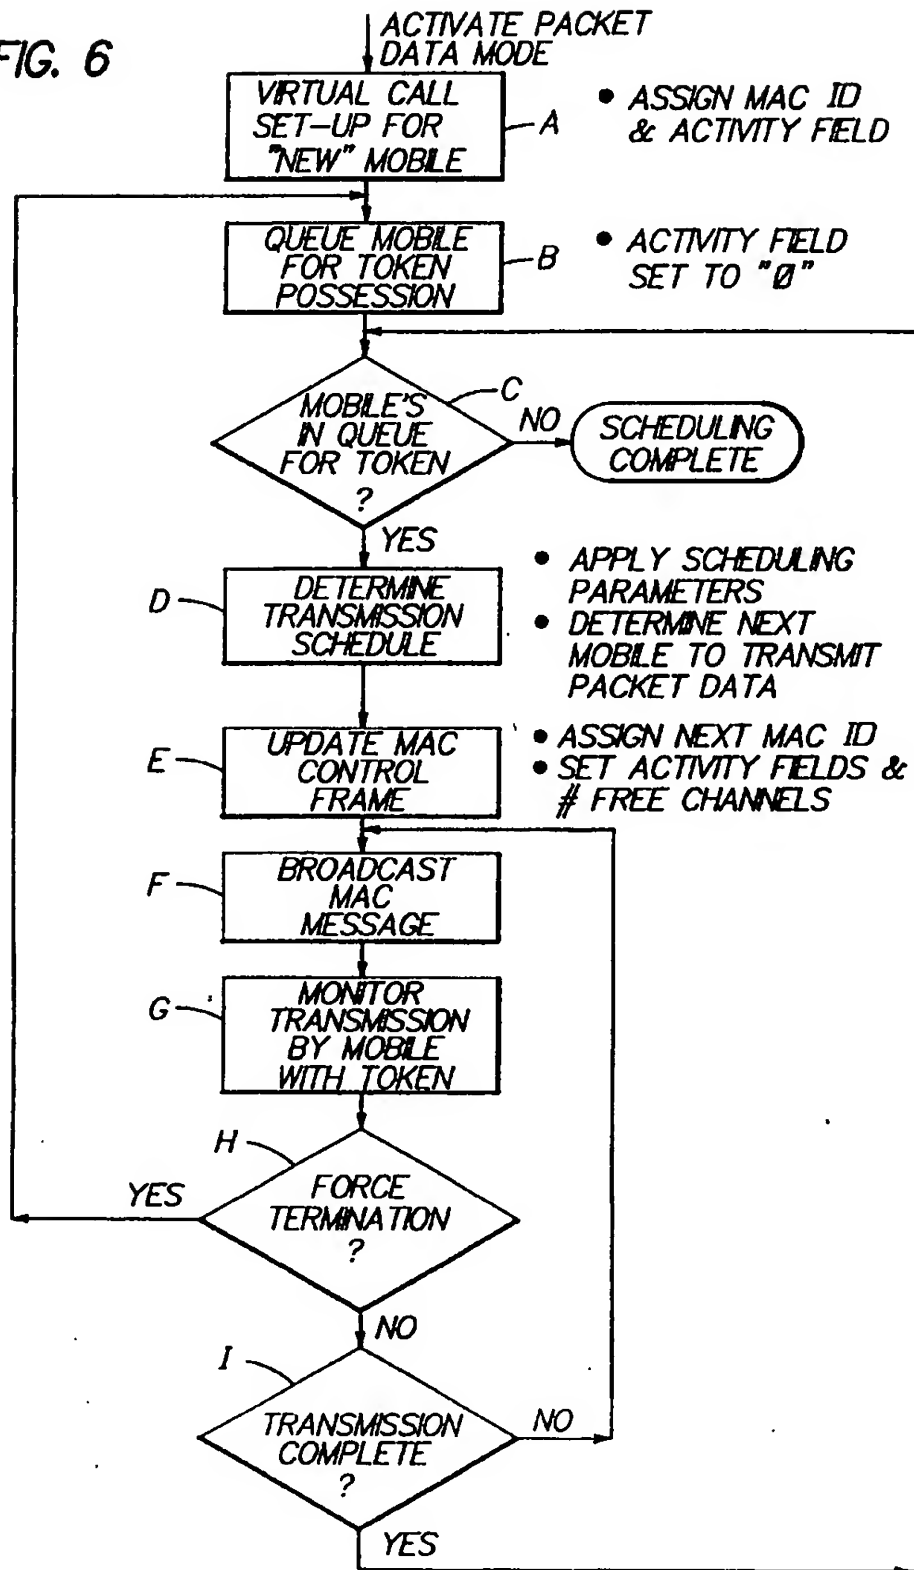 FIG. 6
ACTIVATE PACKET
DATA MODE
VIRTUAL CALL
SET-UP FOR
"NEW" MOBILE
A
• ASSIGN MAC ID
& ACTIVITY FIELD
QUEUE MOBILE
FOR TOKEN
POSSESSION
B
• ACTIVITY FIELD
SET TO "Ø"
MOBILE'S
IN QUEUE
FOR TOKEN
?
C
NO
SCHEDULING
COMPLETE
YES
D
DETERMINE
TRANSMISSION
SCHEDULE
• APPLY SCHEDULING
PARAMETERS
• DETERMINE NEXT
MOBILE TO TRANSMIT
PACKET DATA
E
UPDATE MAC
CONTROL
FRAME
• ASSIGN NEXT MAC ID
• SET ACTIVITY FIELDS &
# FREE CHANNELS
F
BROADCAST
MAC
MESSAGE
G
MONITOR
TRANSMISSION
BY MOBILE
WITH TOKEN
H
YES
FORCE
TERMINATION
?
NO
I
TRANSMISSION
COMPLETE
?
NO
YES